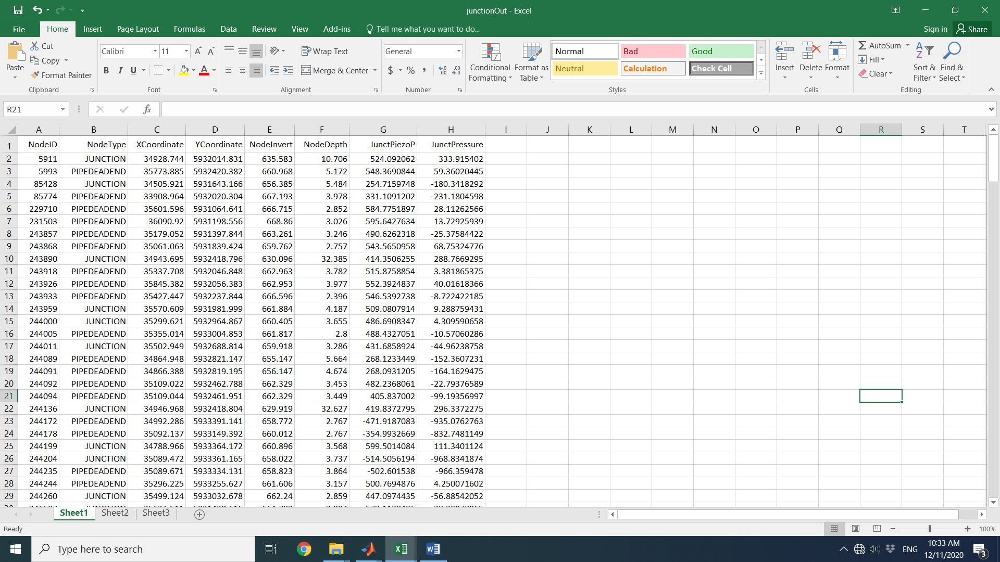 junctionOut - Excel
File Home Insert Page Layout Formulas Data Review View Add-ins Tell me what you want to do... Sign in Share
Paste Cut Copy Format Painter Clipboard
Calibri 11 B I U A A Font
Wrap Text Merge & Center Alignment
General $ % , Number
Conditional Formatting Format as Table
Normal Bad Good
Neutral Calculation Check Cell
Styles
Insert Delete Format Cells
AutoSum Fill Clear Sort & Filter Find & Select Editing
R21 fx
A B C D E F G H I J K L M N O P Q R S T
1 NodeID NodeType XCoordinate YCoordinate NodeInvert NodeDepth JunctPiezoP JunctPressure
2 5911 JUNCTION 34928.744 5932014.831 635.583 10.706 524.092062 333.915402
3 5993 PIPEDEADEND 35773.885 5932420.382 660.968 5.172 548.3690844 59.36020445
4 85428 JUNCTION 34505.921 5931643.166 656.385 5.484 254.7159748 -180.3418292
5 85774 PIPEDEADEND 33908.964 5932020.304 667.193 3.978 331.1091202 -231.1804598
6 229710 PIPEDEADEND 35601.596 5931064.641 666.715 2.852 584.7751897 28.11262566
7 231503 PIPEDEADEND 36090.92 5931198.556 668.86 3.026 595.6427634 13.72925939
8 243857 PIPEDEADEND 35179.052 5931397.844 663.261 3.246 490.6262318 -25.37584422
9 243868 PIPEDEADEND 35061.063 5931839.424 659.762 2.757 543.5650958 68.75324776
10 243890 JUNCTION 34943.695 5932418.796 630.096 32.385 414.3506255 288.7669295
11 243918 PIPEDEADEND 35337.708 5932046.848 662.963 3.782 515.8758854 3.381865375
12 243926 PIPEDEADEND 35845.382 5932056.383 662.953 3.977 552.3924837 40.01618366
13 243933 PIPEDEADEND 35427.447 5932237.844 666.596 2.396 546.5392738 -8.722422185
14 243959 JUNCTION 35570.609 5931981.999 661.884 4.187 509.0807914 9.288759431
15 244000 JUNCTION 35299.621 5932964.867 660.405 3.655 486.6908347 4.309590658
16 244005 PIPEDEADEND 35355.014 5933004.853 661.817 2.8 488.4327051 -10.57060286
17 244011 JUNCTION 35502.949 5932688.814 659.918 3.286 431.6858924 -44.96238758
18 244089 PIPEDEADEND 34864.948 5932821.147 655.147 5.664 268.1233449 -152.3607231
19 244091 PIPEDEADEND 34866.388 5932819.195 656.147 4.674 268.0931205 -164.1629475
20 244092 PIPEDEADEND 35109.022 5932462.788 662.329 3.453 482.2368061 -22.79376589
21 244094 PIPEDEADEND 35109.044 5932461.951 662.329 3.449 405.837002 -99.19356997
22 244136 JUNCTION 34946.968 5932418.804 629.919 32.627 419.8372795 296.3372275
23 244172 PIPEDEADEND 34992.286 5933391.141 658.772 2.767 -471.9187083 -935.0762763
24 244178 PIPEDEADEND 35092.137 5933149.392 660.012 2.767 -354.9932669 -832.7481149
25 244199 JUNCTION 34788.966 5933364.172 660.896 3.568 599.5014084 111.3401124
26 244204 JUNCTION 35089.472 5933361.165 658.022 3.737 -514.5056194 -968.8341874
27 244235 PIPEDEADEND 35089.671 5933334.131 658.823 3.864 -502.601538 -966.359478
28 244244 PIPEDEADEND 35296.225 5933255.627 661.606 3.157 500.7694876 4.250071602
29 244260 JUNCTION 35499.124 5933032.678 662.24 2.859 447.0974435 -56.88542052
Sheet1 Sheet2 Sheet3
Ready 100%
Type here to search ENG 10:33 AM
12/11/2020 3